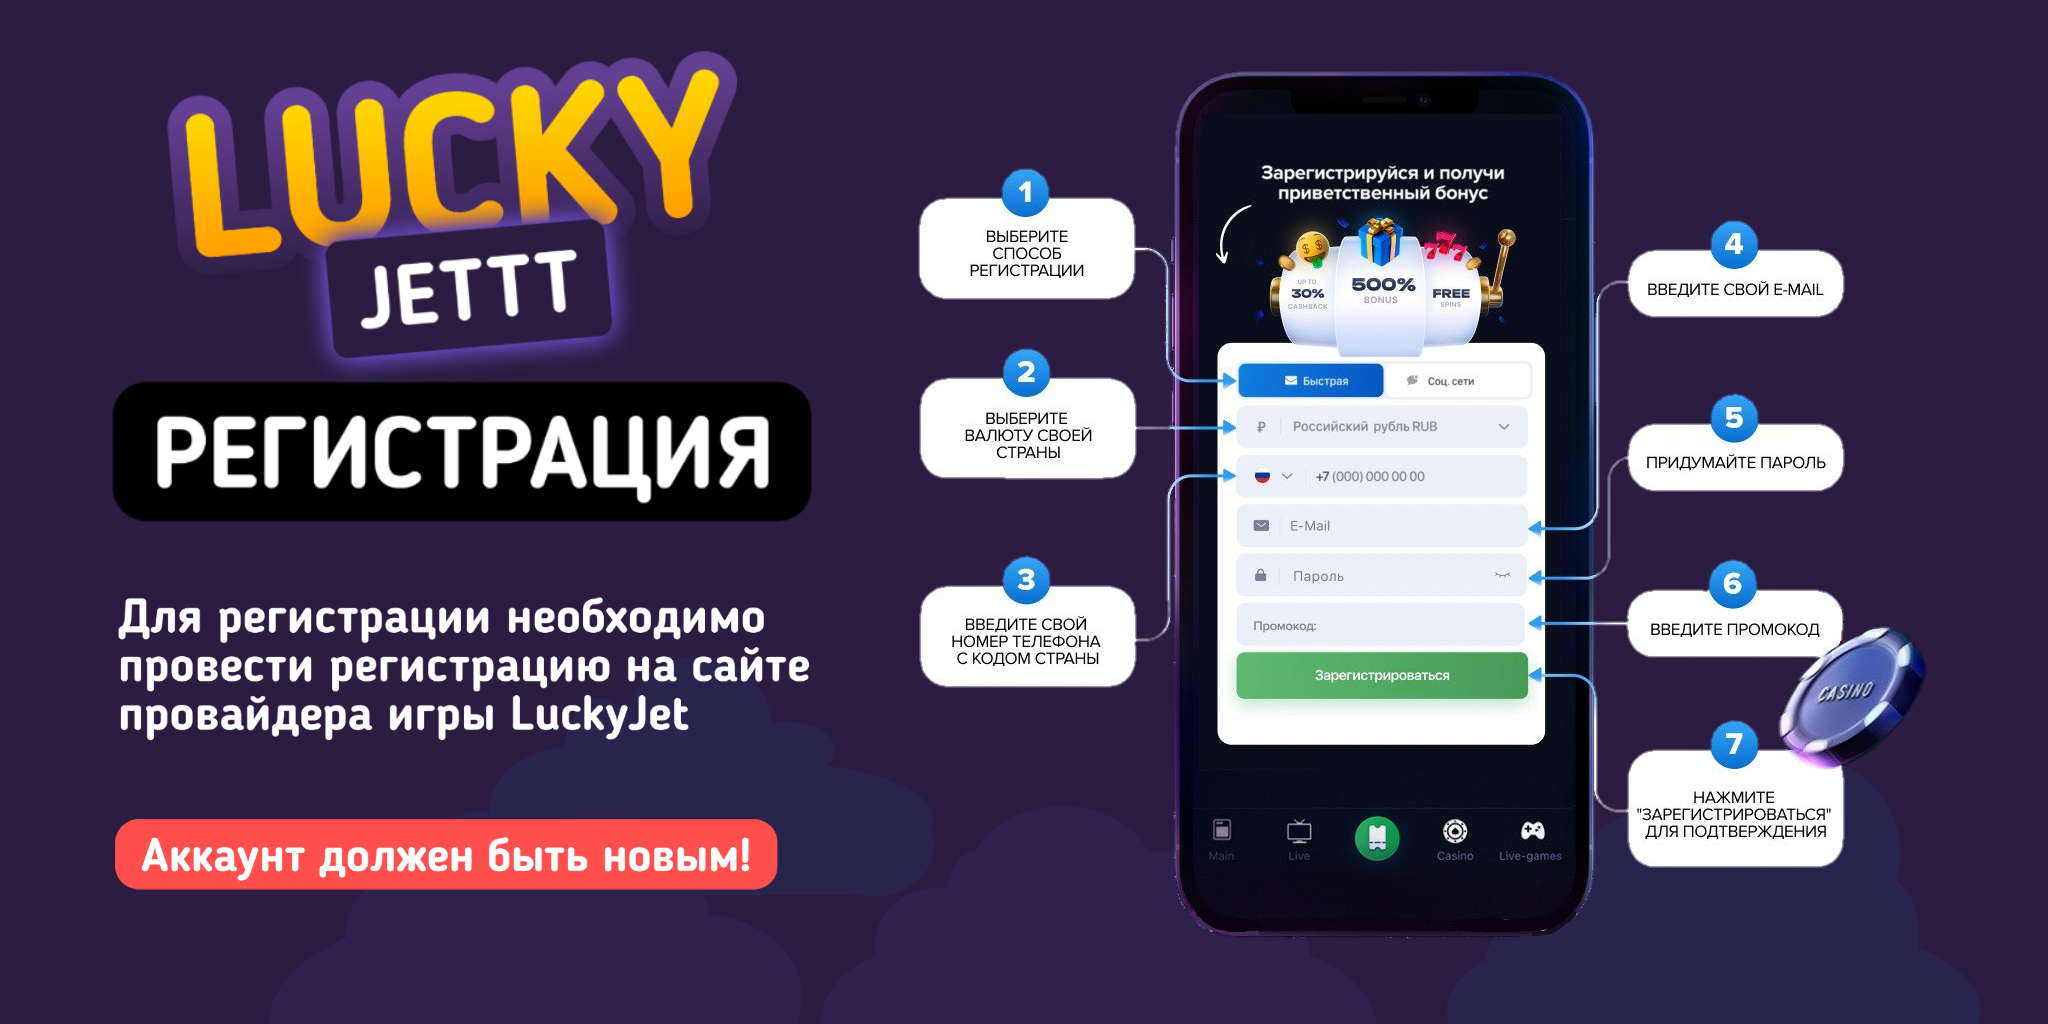 LUCKY
JETTT
РЕГИСТРАЦИЯ
Для регистрации необходимо
провести регистрацию на сайте
провайдера игры LuckyJet
Аккаунт должен быть новым!
1
ВЫБЕРИТЕ
СПОСОБ
РЕГИСТРАЦИИ
2
ВЫБЕРИТЕ
ВАЛЮТУ СВОЕЙ
СТРАНЫ
3
ВВЕДИТЕ СВОЙ
НОМЕР ТЕЛЕФОНА
С КОДОМ СТРАНЫ
Зарегистрируйся и получи
приветственный бонус
UP TO
30%
CASHBACK
500%
BONUS
777
FREE
SPINS
Быстрая
Соц. сети
₽ Российский рубль RUB
+7 (000) 000 00 00
E-Mail
Пароль
Промокод:
Зарегистрироваться
Main
Live
Casino
Live-games
4
ВВЕДИТЕ СВОЙ E-MAIL
5
ПРИДУМАЙТЕ ПАРОЛЬ
6
ВВЕДИТЕ ПРОМОКОД
CASINO
7
НАЖМИТЕ
"ЗАРЕГИСТРИРОВАТЬСЯ"
ДЛЯ ПОДТВЕРЖДЕНИЯ